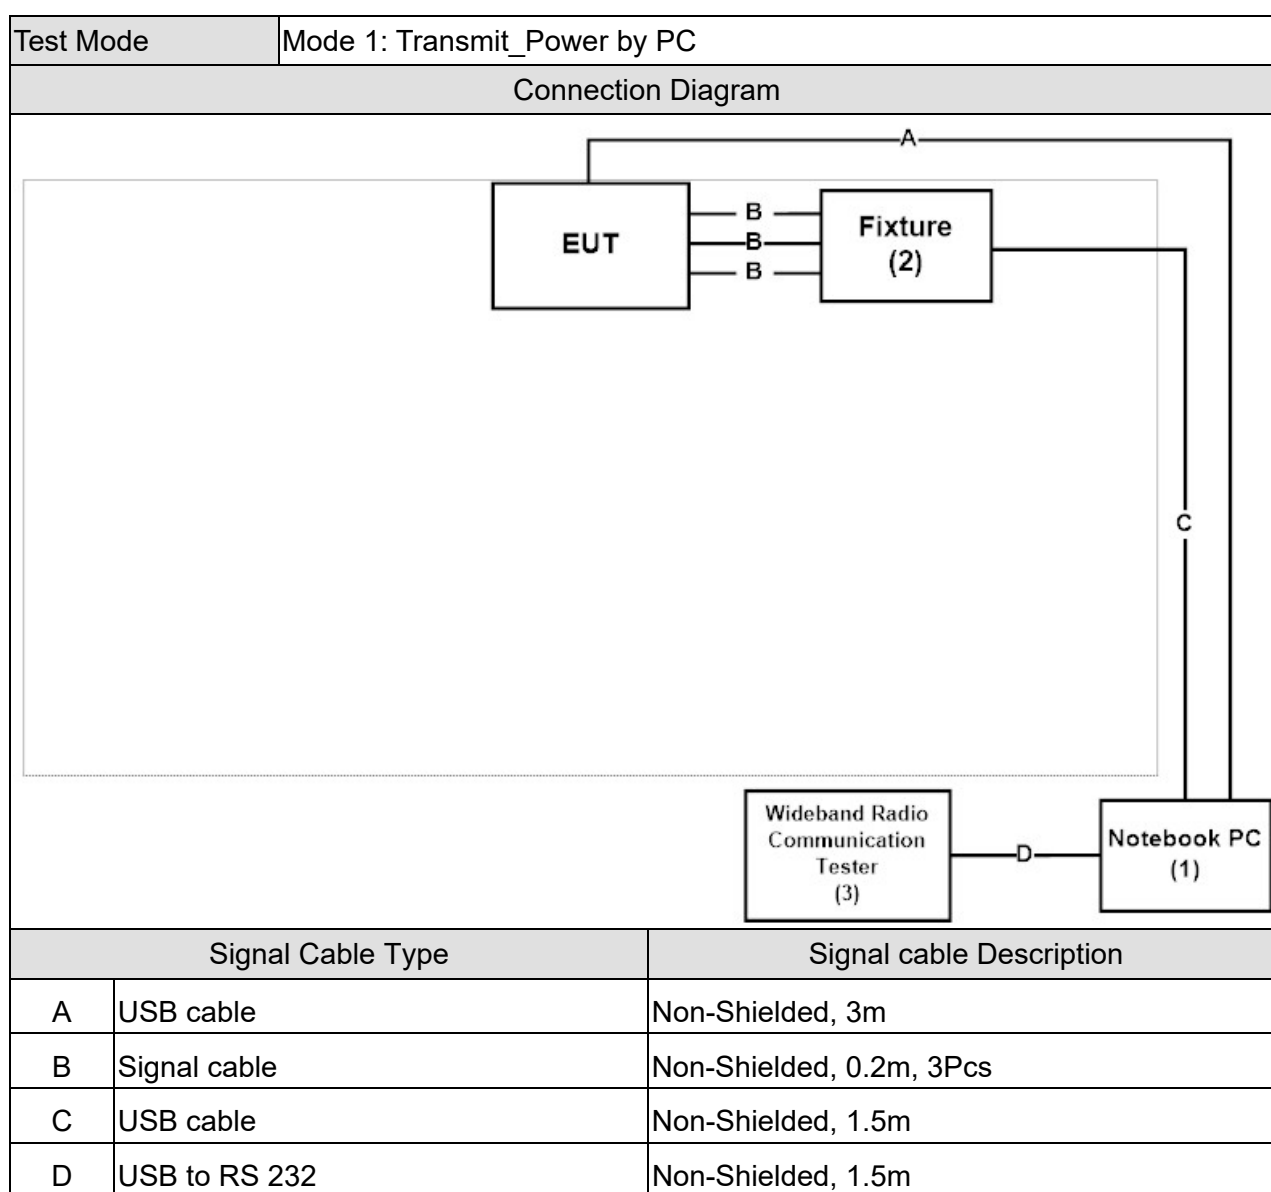 Test Mode Mode 1: Transmit_Power by PC
Connection Diagram
A
EUT
B
B
B
Fixture
(2)
C
Wideband Radio
Communication
Tester
(3)
D
Notebook PC
(1)
Signal Cable Type Signal cable Description
A USB cable Non-Shielded, 3m
B Signal cable Non-Shielded, 0.2m, 3Pcs
C USB cable Non-Shielded, 1.5m
D USB to RS 232 Non-Shielded, 1.5m